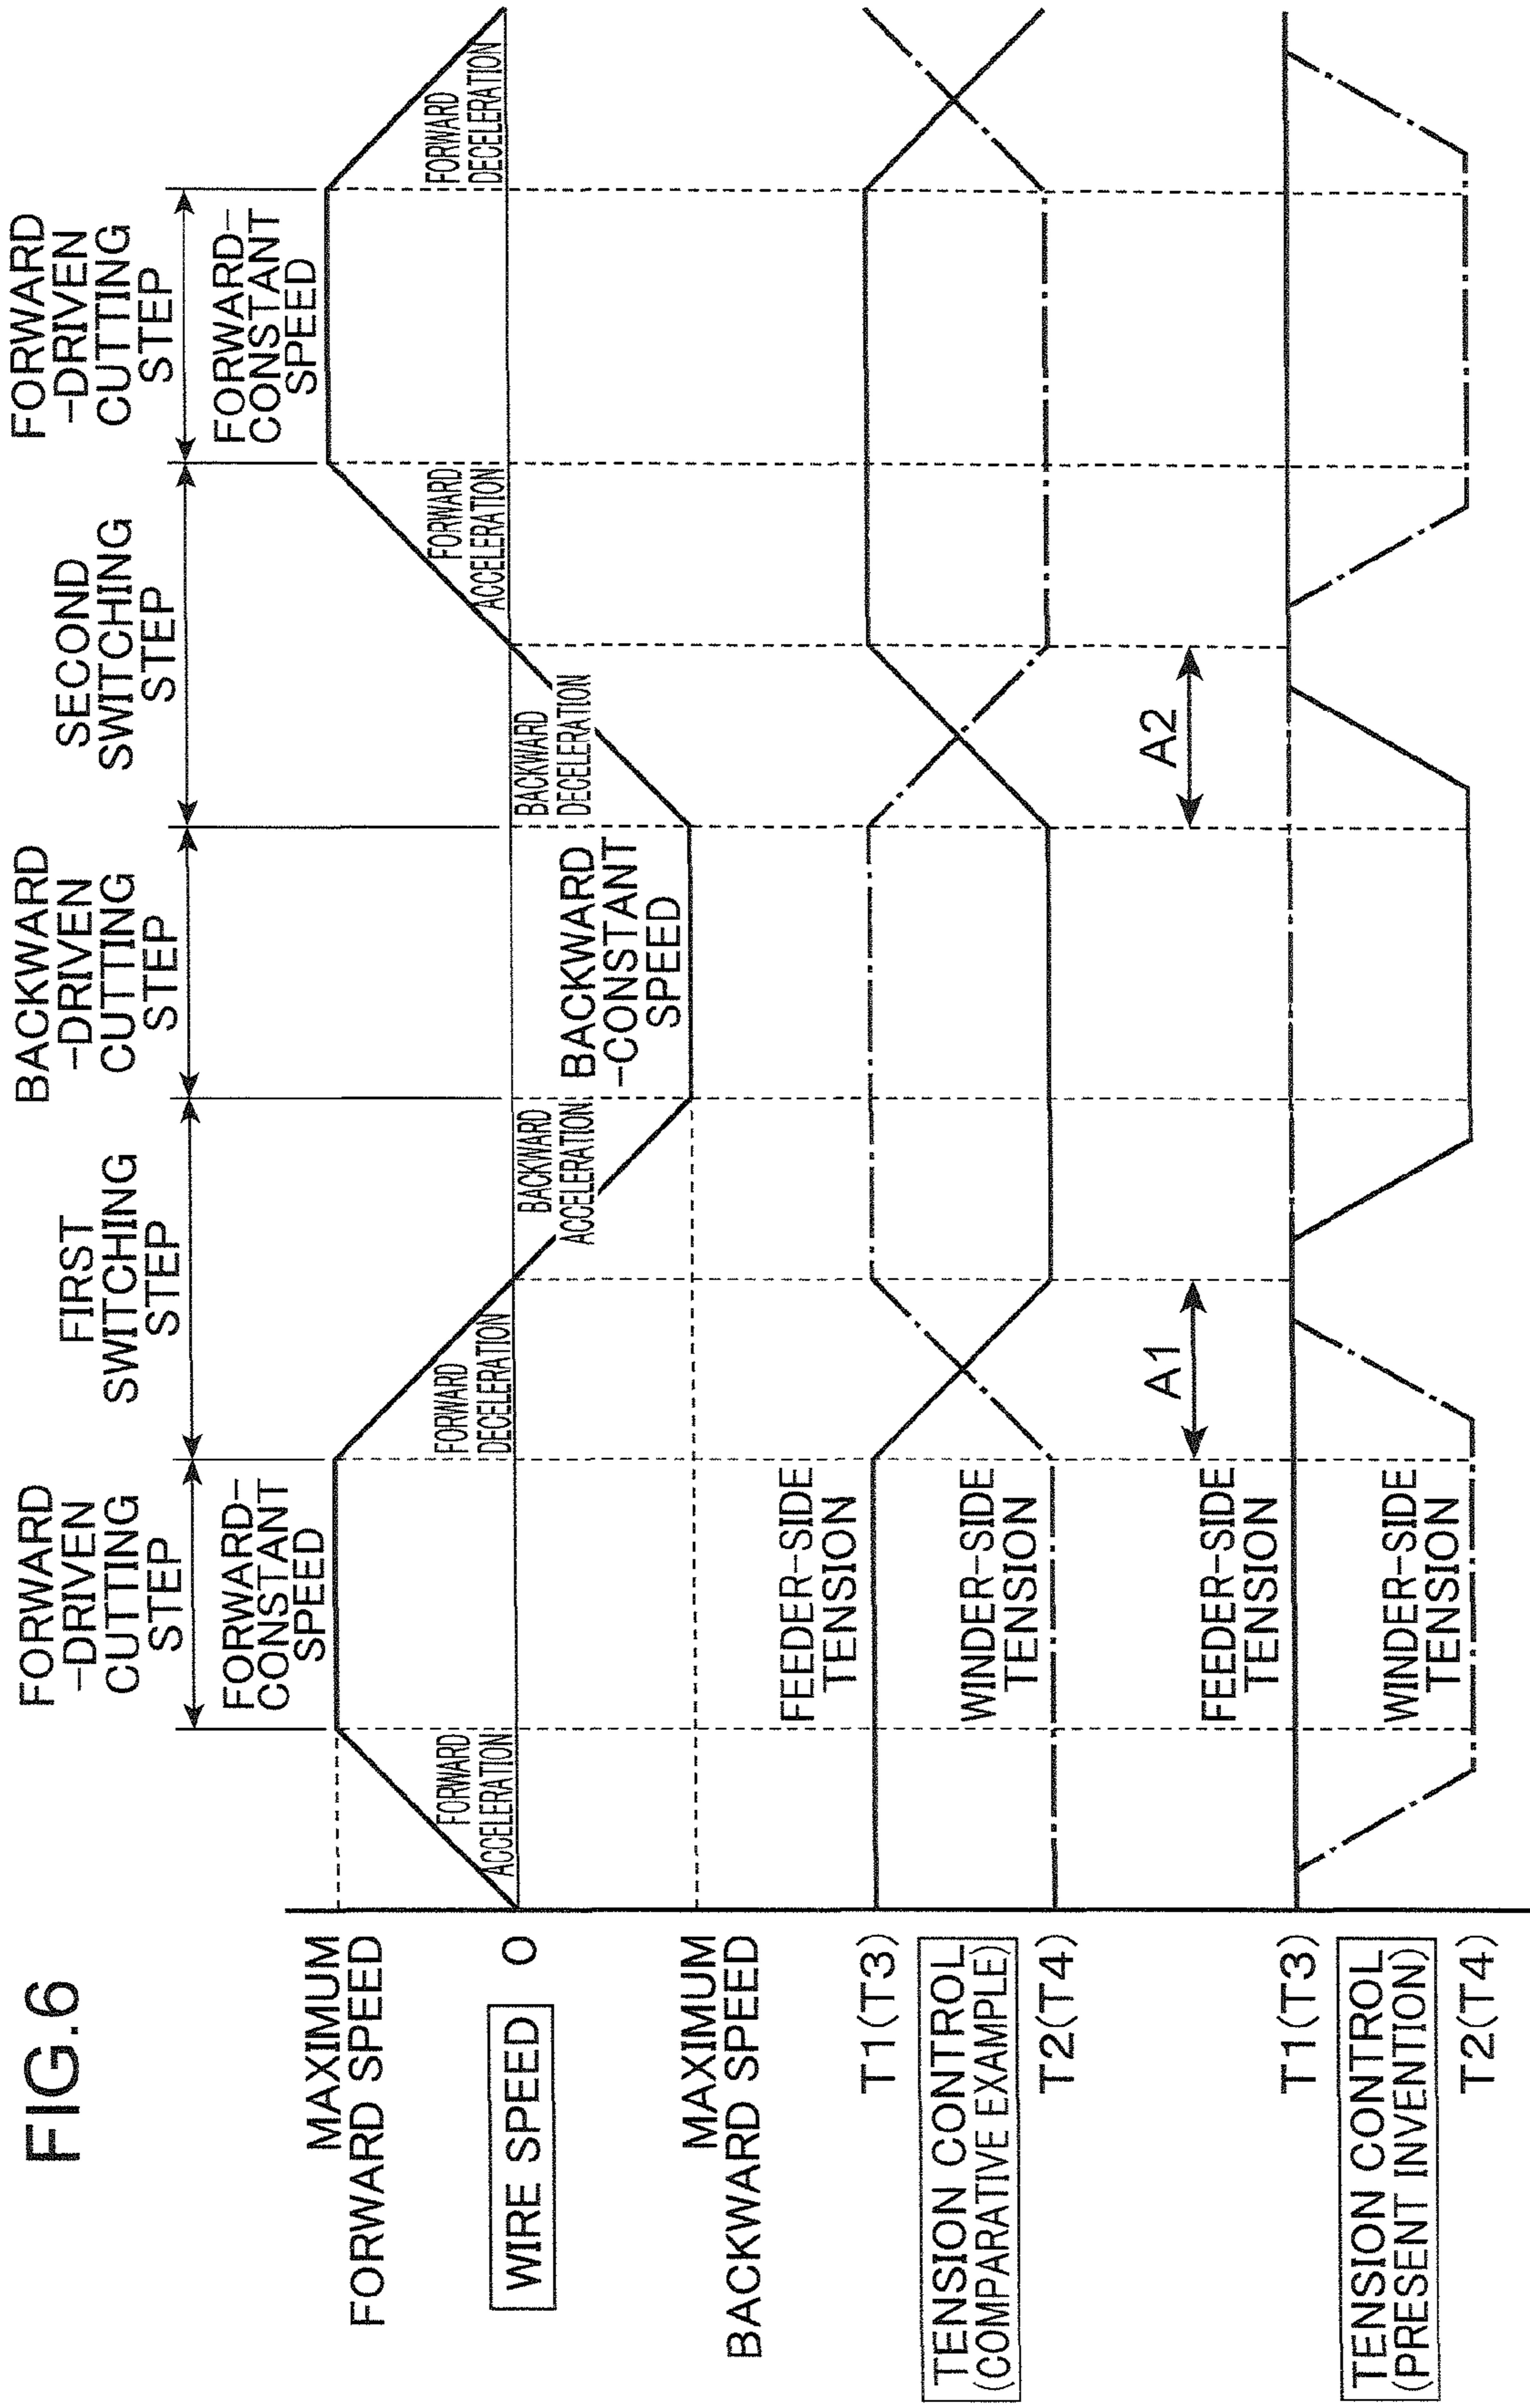 FIG.6
FORWARD
-DRIVEN
CUTTING
STEP
FIRST
SWITCHING
STEP
BACKWARD
-DRIVEN
CUTTING
STEP
SECOND
SWITCHING
STEP
FORWARD
-DRIVEN
CUTTING
STEP
MAXIMUM
FORWARD SPEED
WIRE SPEED
0
MAXIMUM
BACKWARD SPEED
FORWARD
ACCELERATION
FORWARD-
CONSTANT
SPEED
FORWARD
DECELERATION
BACKWARD
ACCELERATION
BACKWARD
-CONSTANT
SPEED
BACKWARD
DECELERATION
FORWARD
ACCELERATION
FORWARD-
CONSTANT
SPEED
FORWARD
DECELERATION
T1(T3)
TENSION CONTROL
(COMPARATIVE EXAMPLE)
T2(T4)
FEEDER-SIDE
TENSION
WINDER-SIDE
TENSION
A1
A2
T1(T3)
TENSION CONTROL
(PRESENT INVENTION)
T2(T4)
FEEDER-SIDE
TENSION
WINDER-SIDE
TENSION